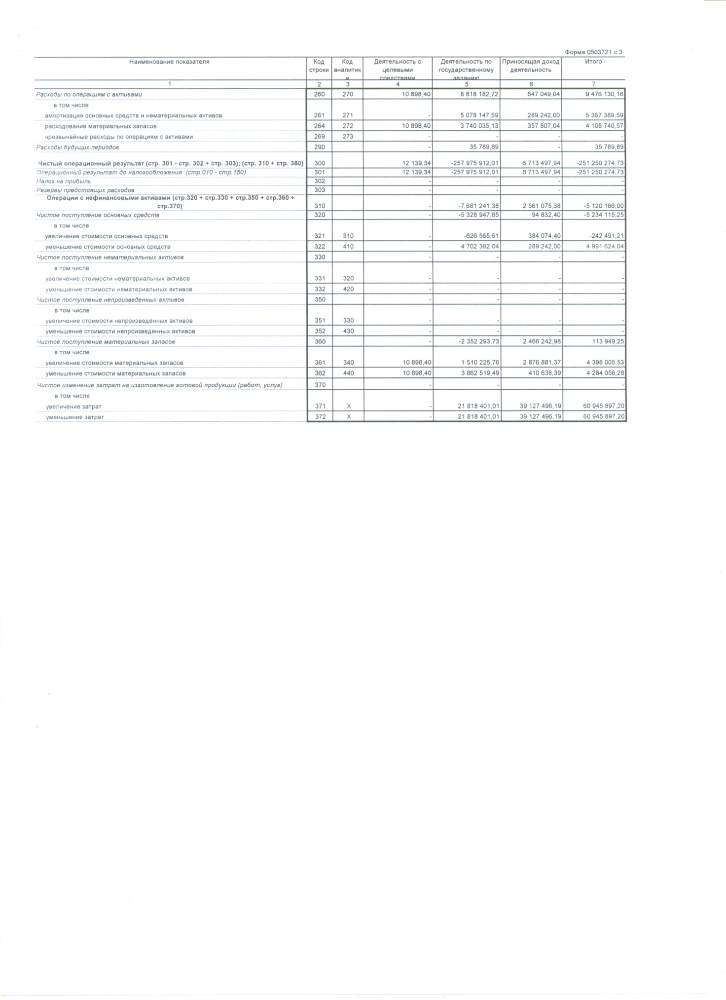 Форма 0503721 с.3
Наименование показателя Код строки Код аналитики Деятельность с целевыми средствами Деятельность по государственному заданию Приносящая доход деятельность Итого
1 2 3 4 5 6 7
Расходы по операциям с активами 260 270 10 898,40 8 818 182,72 647 049,04 9 476 130,16
в том числе
амортизация основных средств и нематериальных активов 261 271 - 5 078 147,59 289 242,00 5 367 389,59
расходование материальных запасов 264 272 10 898,40 3 740 035,13 357 807,04 4 108 740,57
чрезвычайные расходы по операциям с активами 269 273 - - - -
Расходы будущих периодов 290 - 35 789,89 - 35 789,89
Чистый операционный результат (стр. 301 - стр. 302 + стр. 303); (стр. 310 + стр. 380) 300 12 139,34 -257 975 912,01 6 713 497,94 -251 250 274,73
Операционный результат до налогообложения (стр.010 - стр.150) 301 12 139,34 -257 975 912,01 6 713 497,94 -251 250 274,73
Налог на прибыль 302 - - - -
Резервы предстоящих расходов 303 - - - -
Операции с нефинансовыми активами (стр.320 + стр.330 + стр.350 + стр.360 +
стр.370) 310 - -7 681 241,38 2 561 075,38 -5 120 166,00
Чистое поступление основных средств 320 - -5 328 947,65 94 832,40 -5 234 115,25
в том числе
увеличение стоимости основных средств 321 310 - -626 565,61 384 074,40 -242 491,21
уменьшение стоимости основных средств 322 410 - 4 702 382,04 289 242,00 4 991 624,04
Чистое поступление нематериальных активов 330 - - - -
в том числе
увеличение стоимости нематериальных активов 331 320 - - - -
уменьшение стоимости нематериальных активов 332 420 - - - -
Чистое поступление непроизведенных активов 350 - - - -
в том числе
увеличение стоимости непроизведенных активов 351 330 - - - -
уменьшение стоимости непроизведенных активов 352 430 - - - -
Чистое поступление материальных запасов 360 - -2 352 293,73 2 466 242,98 113 949,25
в том числе
увеличение стоимости материальных запасов 361 340 10 898,40 1 510 225,76 2 876 881,37 4 398 005,53
уменьшение стоимости материальных запасов 362 440 10 898,40 3 862 519,49 410 638,39 4 284 056,28
Чистое изменение затрат на изготовление готовой продукции (работ, услуг) 370 - - - -
в том числе
увеличение затрат 371 Х - 21 818 401,01 39 127 496,19 60 945 897,20
уменьшение затрат 372 Х - 21 818 401,01 39 127 496,19 60 945 897,20